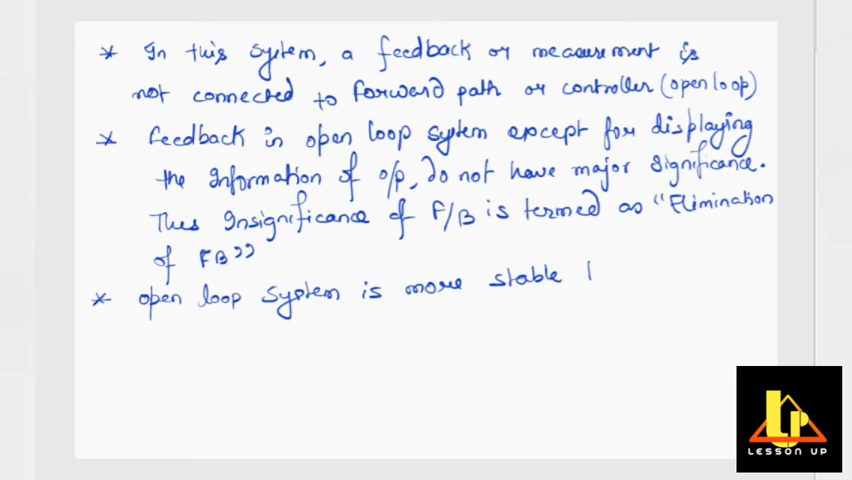 * In this system, a feedback or measurement is
not connected to forward path or controller (open loop)
* Feedback in open loop system except for displaying
the Information of o/p, do not have major significance.
This Insignificance of F/B is termed as "Elimination
of FB"
* open loop system is more stable
LP
LESSON UP